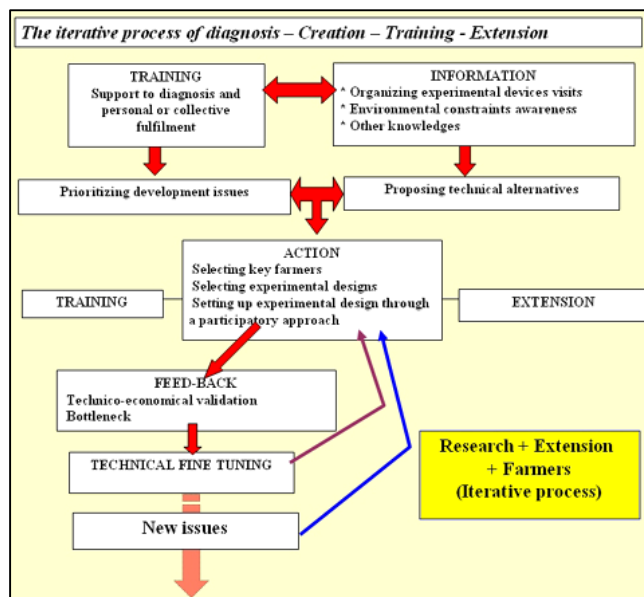 The iterative process of diagnosis – Creation – Training - Extension
TRAINING
Support to diagnosis and
personal or collective
fulfilment
INFORMATION
* Organizing experimental devices visits
* Environmental constraints awareness
* Other knowledges
Prioritizing development issues
Proposing technical alternatives
ACTION
Selecting key farmers
Selecting experimental designs
Setting up experimental design through
a participatory approach
TRAINING
EXTENSION
FEED-BACK
Technico-economical validation
Bottleneck
TECHNICAL FINE TUNING
Research + Extension
+ Farmers
(Iterative process)
New issues